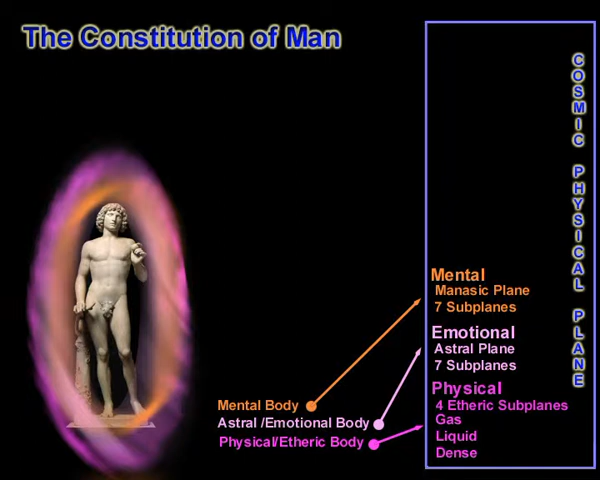 The Constitution of Man
COSMIC PHYSICAL PLANE
Mental
Manasic Plane
7 Subplanes
Emotional
Astral Plane
7 Subplanes
Physical
4 Etheric Subplanes
Gas
Liquid
Dense
Mental Body
Astral /Emotional Body
Physical/Etheric Body